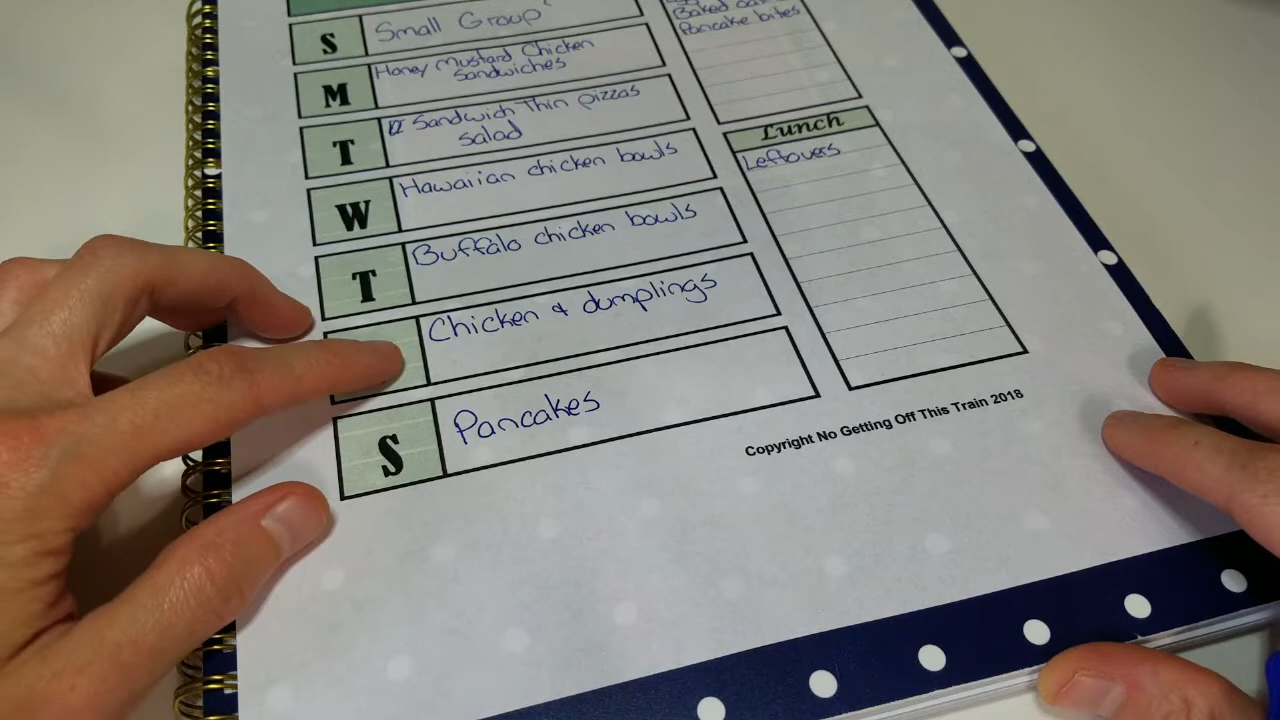 S
Small Group
M
Honey Mustard Chicken
Sandwiches
T
Sandwich Thin pizzas
Salad
W
Hawaiian chicken bowls
T
Buffalo chicken bowls
Chicken & dumplings
S
Pancakes
Baked
Pancake bites
Lunch
Leftovers
Copyright No Getting Off This Train 2018